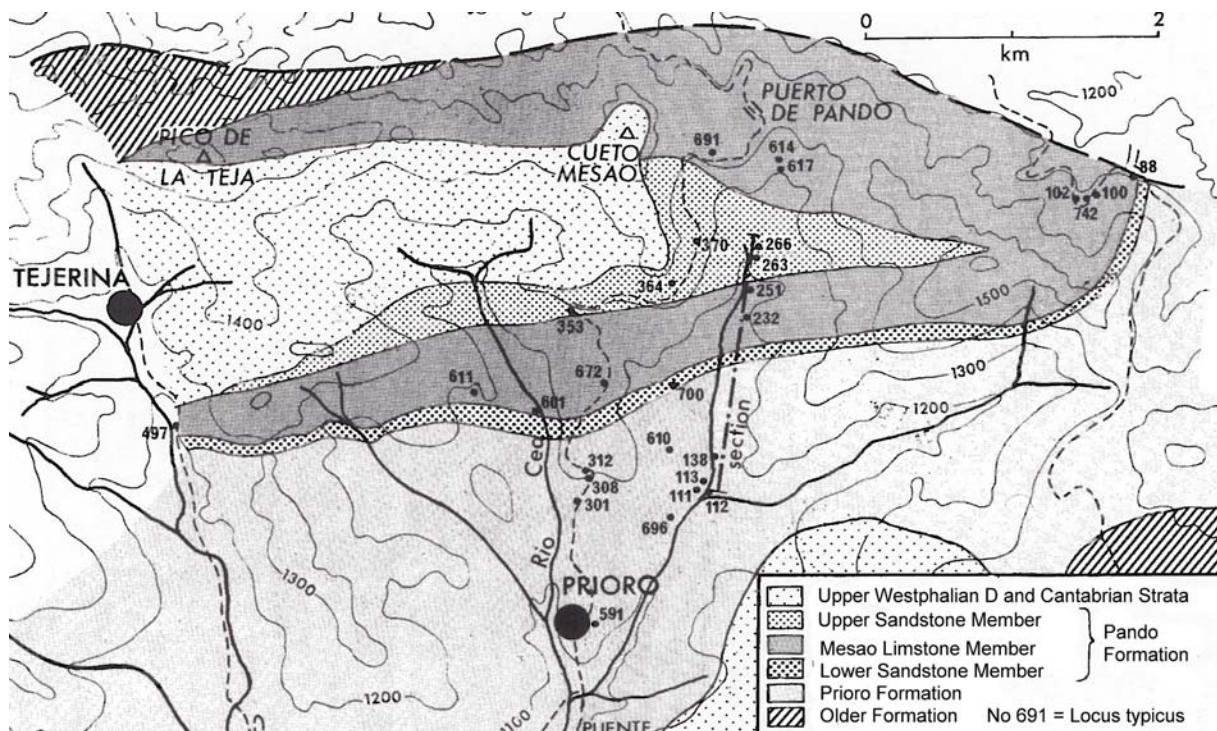 0 2
km
PUERTO
DE PANDO
1200
PICO DE
LA TEJA
CUETO
MESAO
691
614
617
88
102
100
742
TEJERINA
370
266
263
364
251
1500
1400
353
232
672
611
700
1300
601
1200
497
Cea
610
section
138
312
113
308
111
301
112
696
Rio
1300
PRIORO
591
1200
1100
PUENTE
Upper Westphalian D and Cantabrian Strata
Upper Sandstone Member
Mesao Limstone Member
Lower Sandstone Member
Pando
Formation
Prioro Formation
Older Formation No 691 = Locus typicus